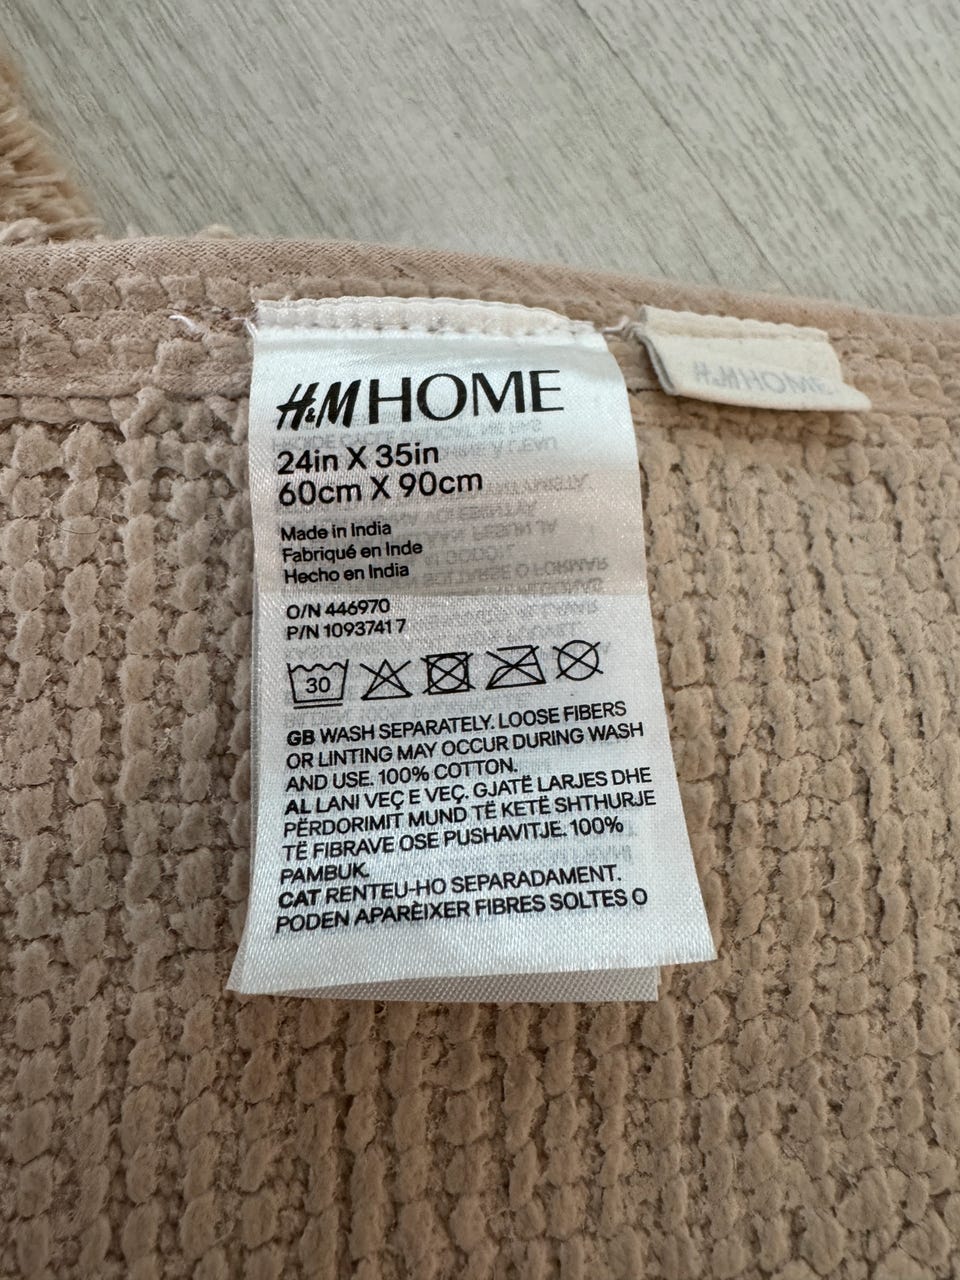 H&M HOME
24in X 35in
60cm X 90cm
Made in India
Fabriqué en Inde
Hecho en India
O/N 446970
P/N 1093741 7
30
GB WASH SEPARATELY. LOOSE FIBERS
OR LINTING MAY OCCUR DURING WASH
AND USE. 100% COTTON.
AL LANI VEÇ E VEÇ. GJATË LARJES DHE
PËRDORIMIT MUND TË KETË SHTHURJE
TË FIBRAVE OSE PUSHAVITJE. 100%
PAMBUK.
CAT RENTEU-HO SEPARADAMENT.
PODEN APARÈIXER FIBRES SOLTES O
H&M HOME